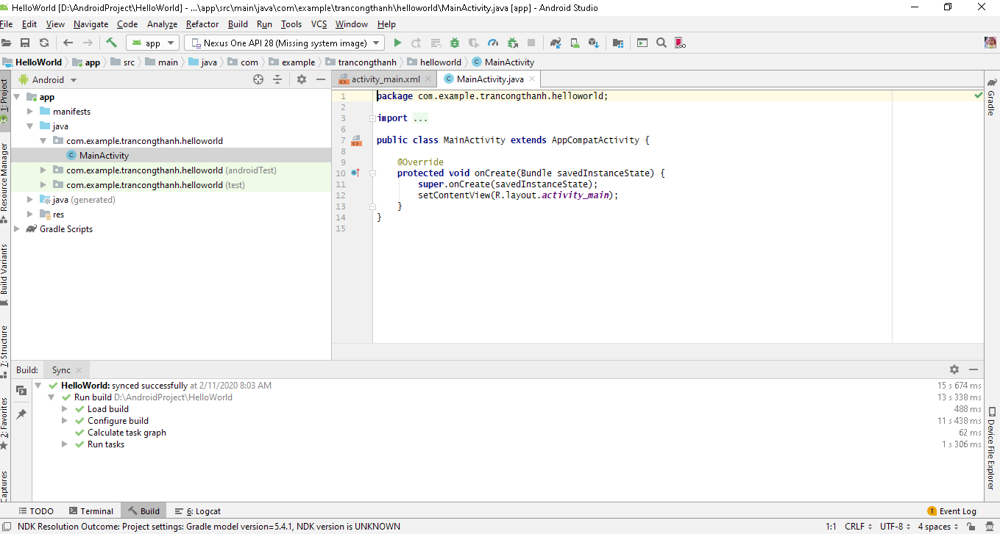 HelloWorld [D:\AndroidProject\HelloWorld] - ...\app\src\main\java\com\example\trancongthanh\helloworld\MainActivity.java [app] - Android Studio
File Edit View Navigate Code Analyze Refactor Build Run Tools VCS Window Help
app Nexus One API 28 (Missing system image)
HelloWorld app src main java com example trancongthanh helloworld MainActivity
1: Project
Resource Manager
Build Variants
7: Structure
2: Favorites
Captures
Android
app
manifests
java
com.example.trancongthanh.helloworld
MainActivity
com.example.trancongthanh.helloworld (androidTest)
com.example.trancongthanh.helloworld (test)
java (generated)
res
Gradle Scripts
activity_main.xml MainActivity.java
1 package com.example.trancongthanh.helloworld;
2
3 import ...
6
7 public class MainActivity extends AppCompatActivity {
8
9 @Override
10 protected void onCreate(Bundle savedInstanceState) {
11 super.onCreate(savedInstanceState);
12 setContentView(R.layout.activity_main);
13 }
14 }
15
Gradle
Device File Explorer
Build: Sync
HelloWorld: synced successfully at 2/11/2020 8:03 AM 15 s 674 ms
Run build D:\AndroidProject\HelloWorld 13 s 338 ms
Load build 488 ms
Configure build 11 s 438 ms
Calculate task graph 62 ms
Run tasks 1 s 306 ms
TODO Terminal Build 6: Logcat 1 Event Log
NDK Resolution Outcome: Project settings: Gradle model version=5.4.1, NDK version is UNKNOWN 1:1 CRLF UTF-8 4 spaces